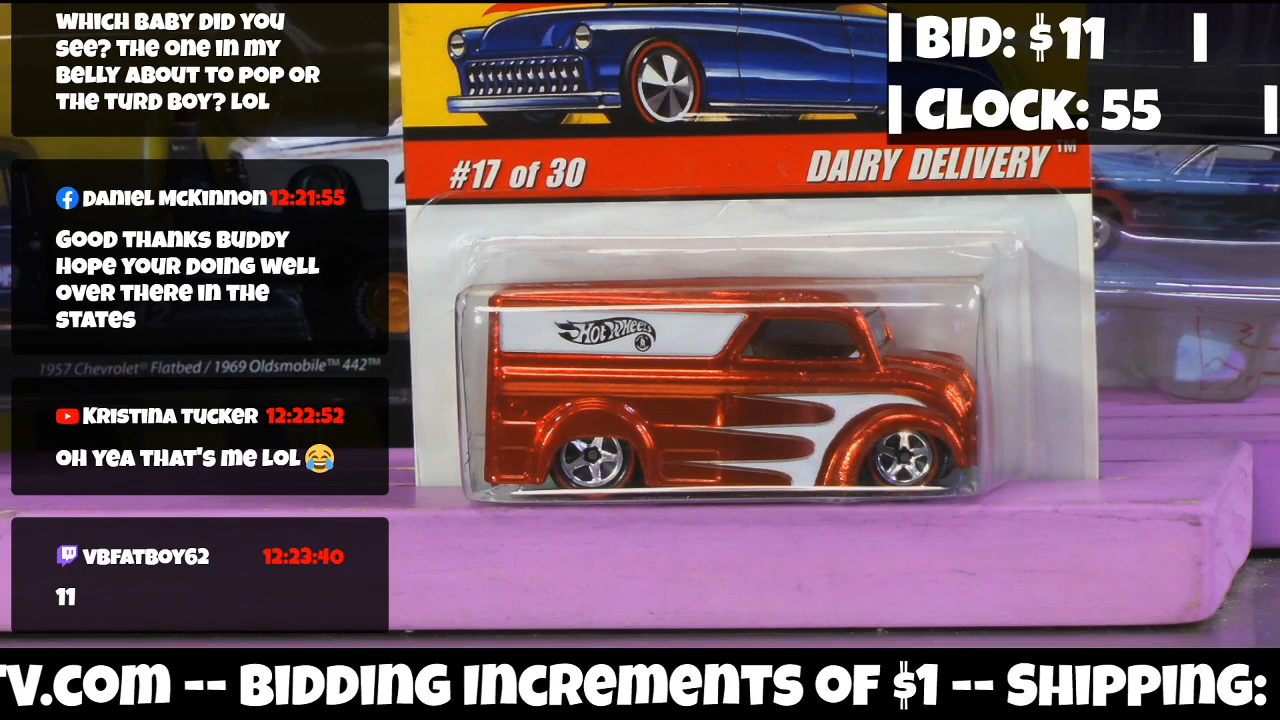 WHICH BABY DID YOU
SEE? THE ONE IN MY
BELLY ABOUT TO POP OR
THE TURD BOY? LOL
Daniel McKinnon 12:21:55
GOOD THANKS BUDDY
HOPE YOUR DOING WELL
OVER THERE IN THE
STATES
Kristina Tucker 12:22:52
OH YEA THAT'S ME LOL 😂
VBFATBOY62 12:23:40
11
| BID: $11 |
| CLOCK: 55 |
#17 of 30
DAIRY DELIVERY™
HOT WHEELS
1957 Chevrolet® Flatbed / 1969 Oldsmobile™ 442™
TV.COM -- BIDDING INCREMENTS OF $1 -- SHIPPING: